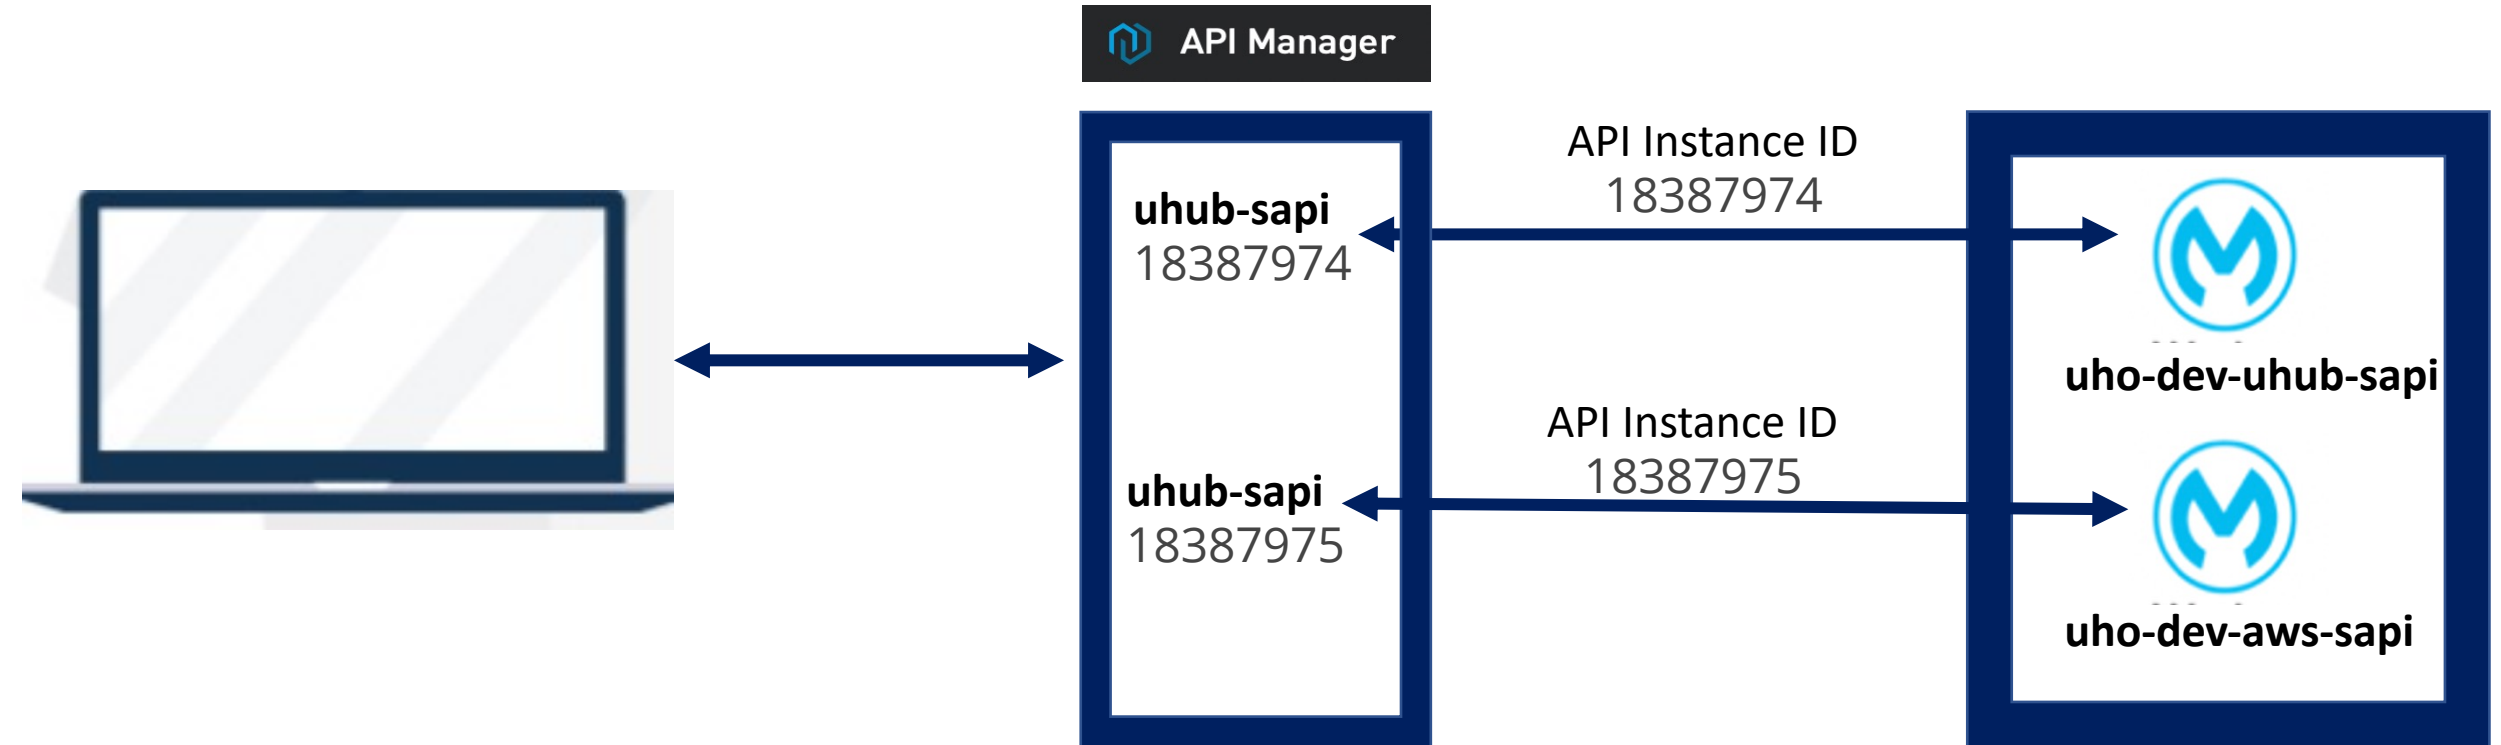 API Manager
uhub-sapi
18387974
API Instance ID
18387974
uho-dev-uhub-sapi
uhub-sapi
18387975
API Instance ID
18387975
uho-dev-aws-sapi